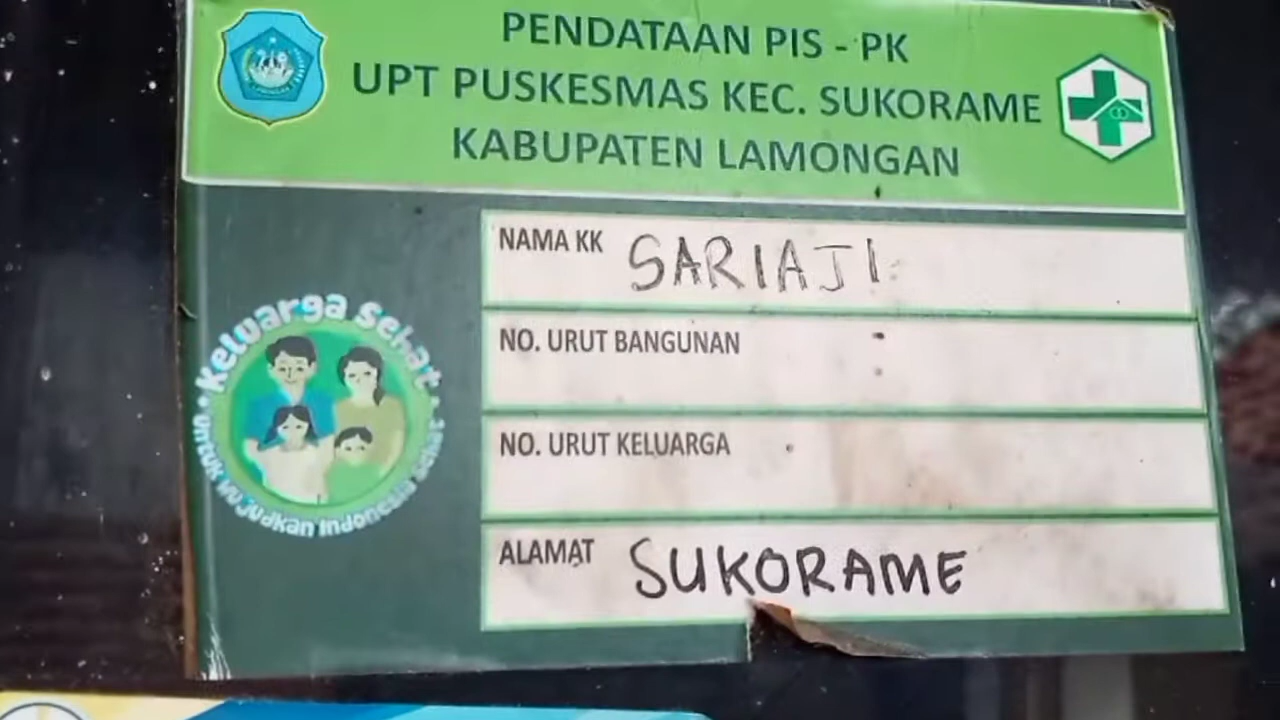 PENDATAAN PIS - PK
UPT PUSKESMAS KEC. SUKORAME
KABUPATEN LAMONGAN
NAMA KK SARIAJI
NO. URUT BANGUNAN
NO. URUT KELUARGA
ALAMAT SUKORAME
Keluarga Sehat
untuk wujudkan Indonesia Sehat